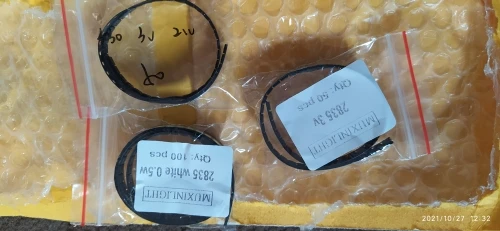 MUXINLIGHT
2835 3v
Qty: 50 pcs
MUXINLIGHT
2835 white 0.5w
Qty: 100 pcs
2021/10/27 12:32